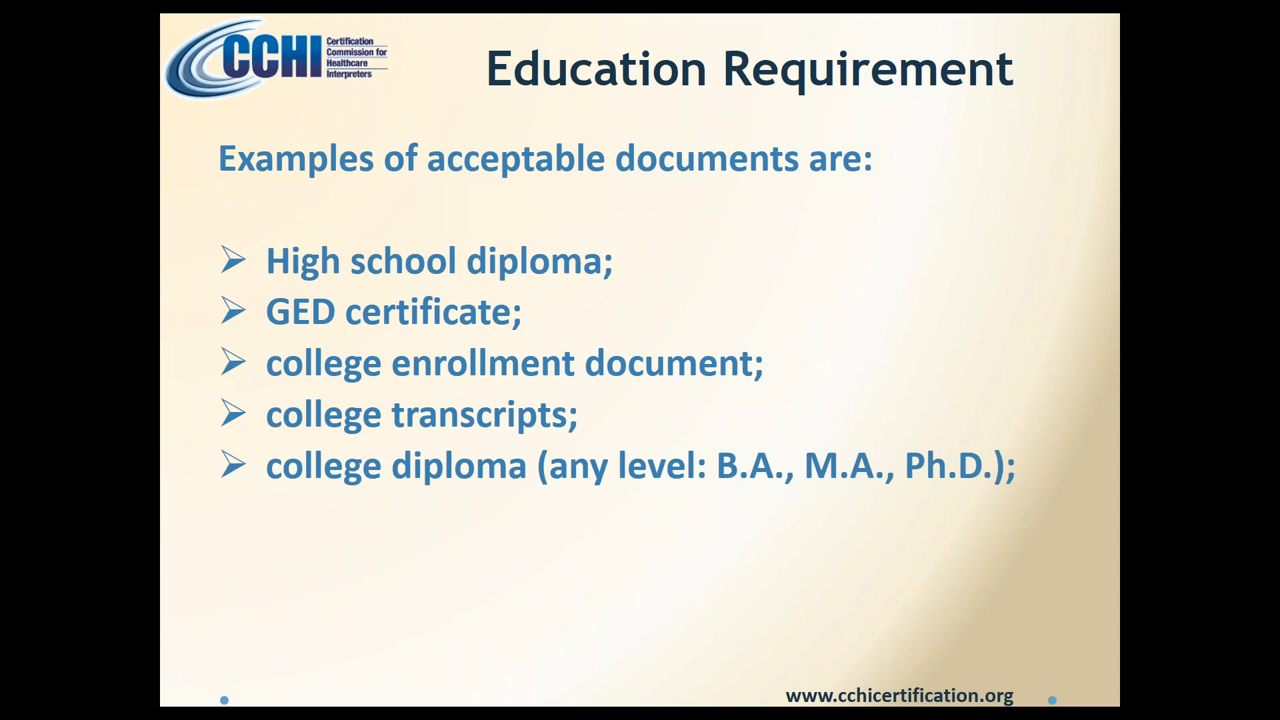 CCHI
Certification
Commission for
Healthcare
Interpreters
Education Requirement
Examples of acceptable documents are:
High school diploma;
GED certificate;
college enrollment document;
college transcripts;
college diploma (any level: B.A., M.A., Ph.D.);
www.cchicertification.org